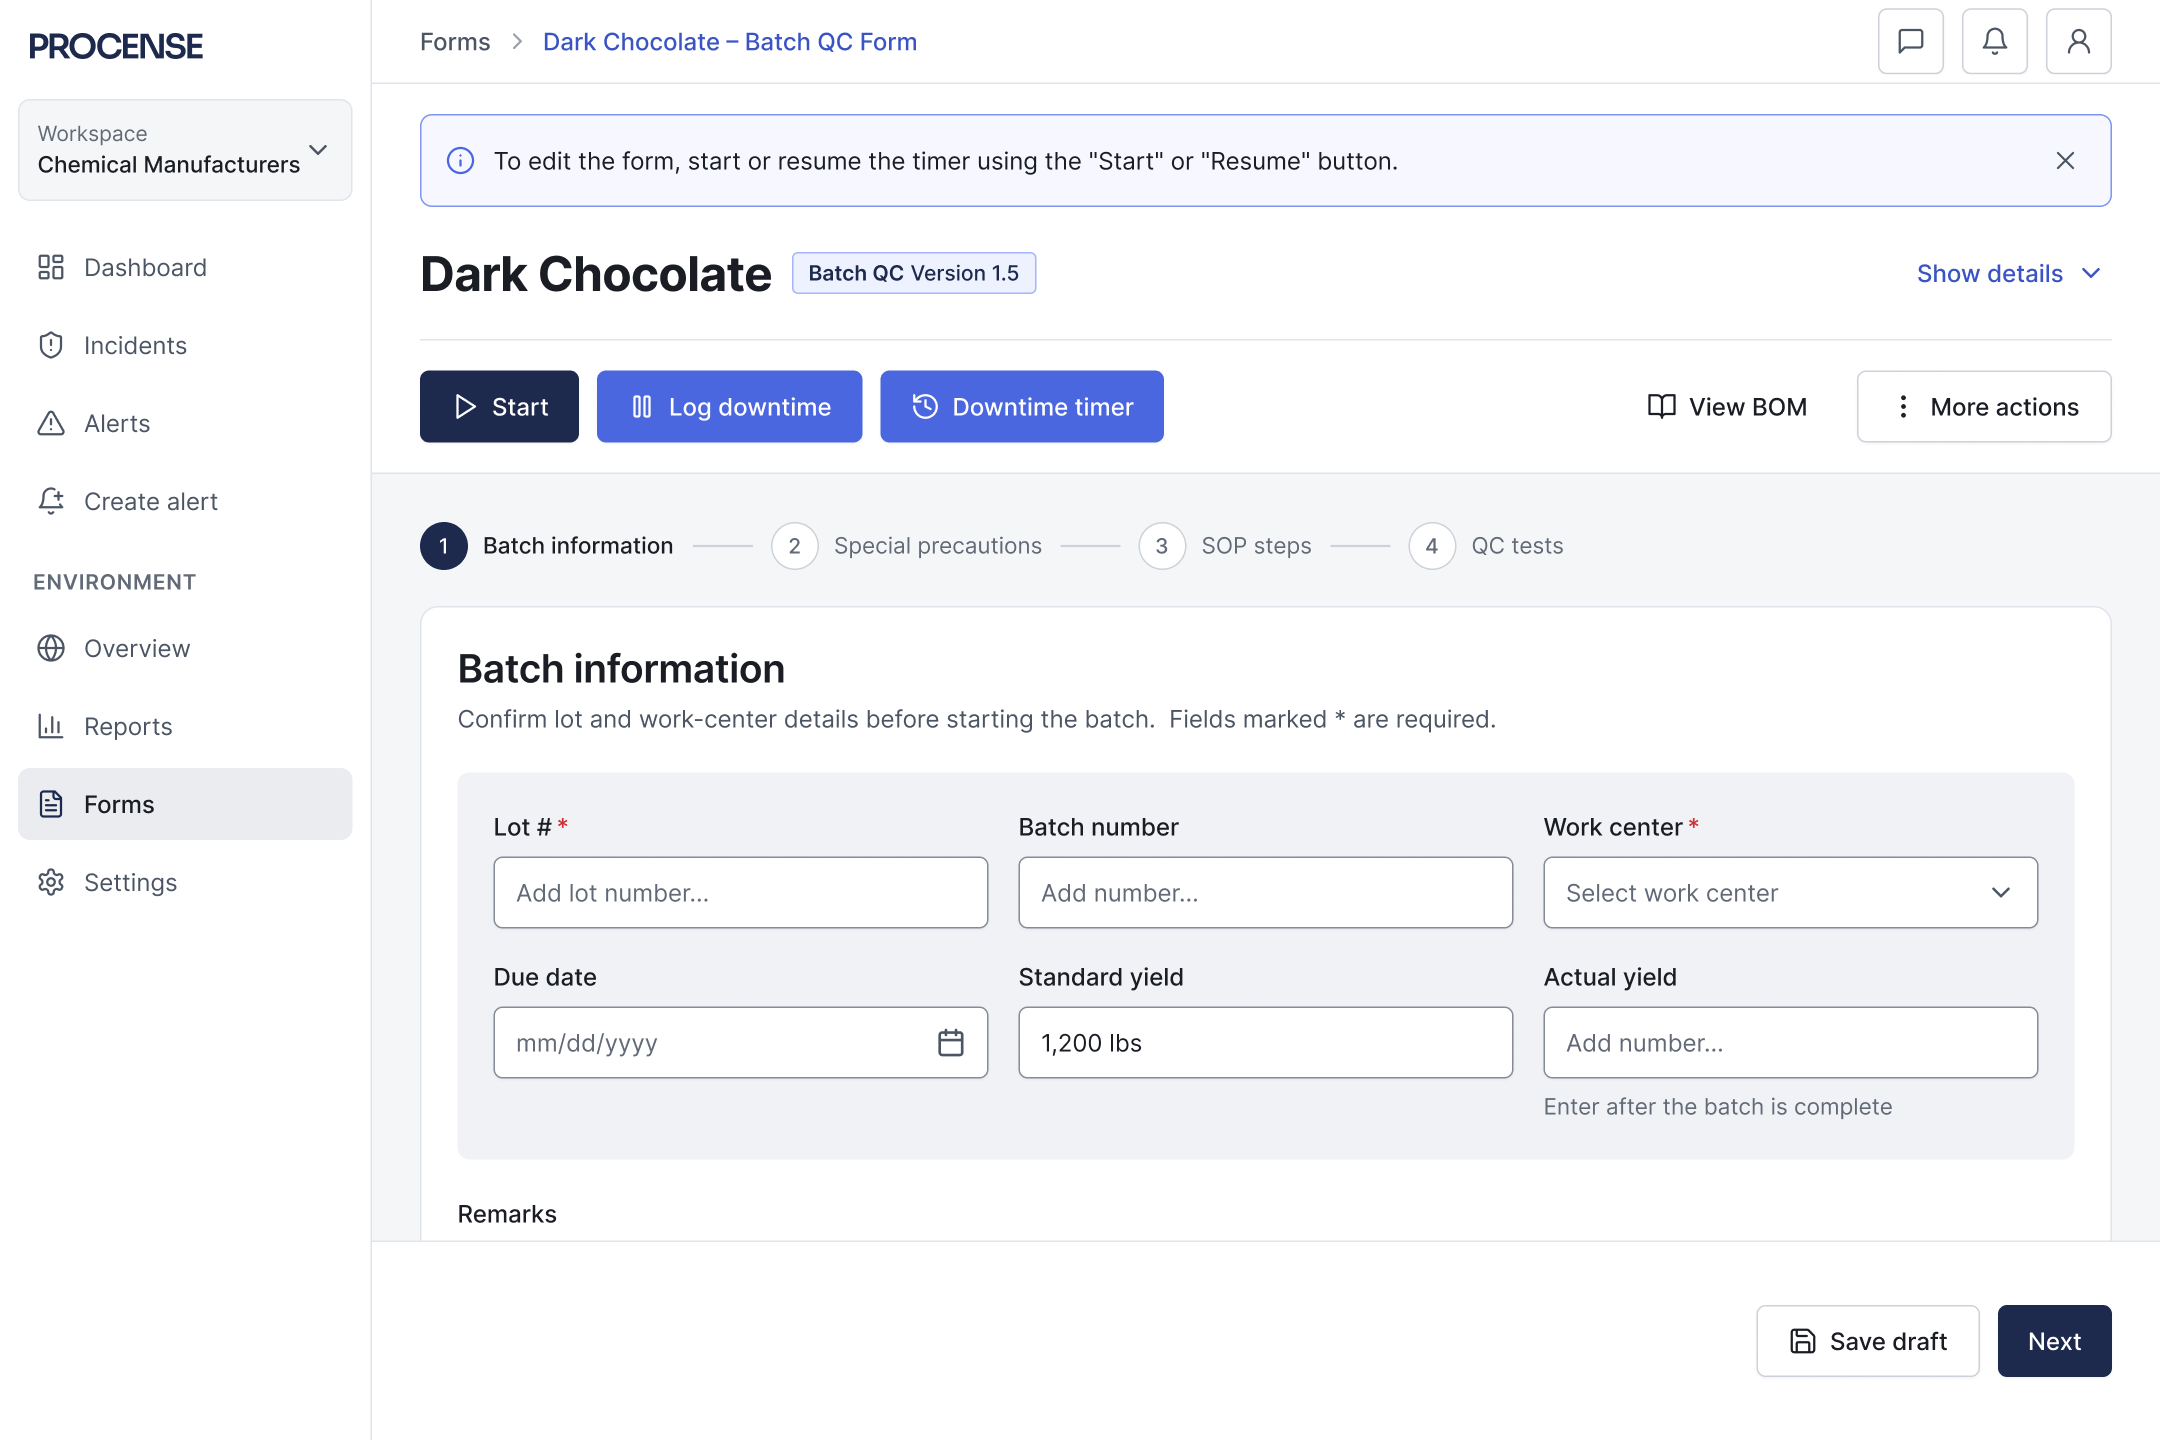 PROCENSE
Workspace
Chemical Manufacturers
Dashboard
Incidents
Alerts
Create alert
ENVIRONMENT
Overview
Reports
Forms
Settings
Forms > Dark Chocolate – Batch QC Form
To edit the form, start or resume the timer using the "Start" or "Resume" button.
Dark Chocolate Batch QC Version 1.5 Show details
Start Log downtime Downtime timer View BOM More actions
1 Batch information 2 Special precautions 3 SOP steps 4 QC tests
Batch information
Confirm lot and work-center details before starting the batch. Fields marked * are required.
Lot # * Batch number Work center *
Add lot number... Add number... Select work center
Due date Standard yield Actual yield
mm/dd/yyyy 1,200 lbs Add number...
Enter after the batch is complete
Remarks
Save draft Next